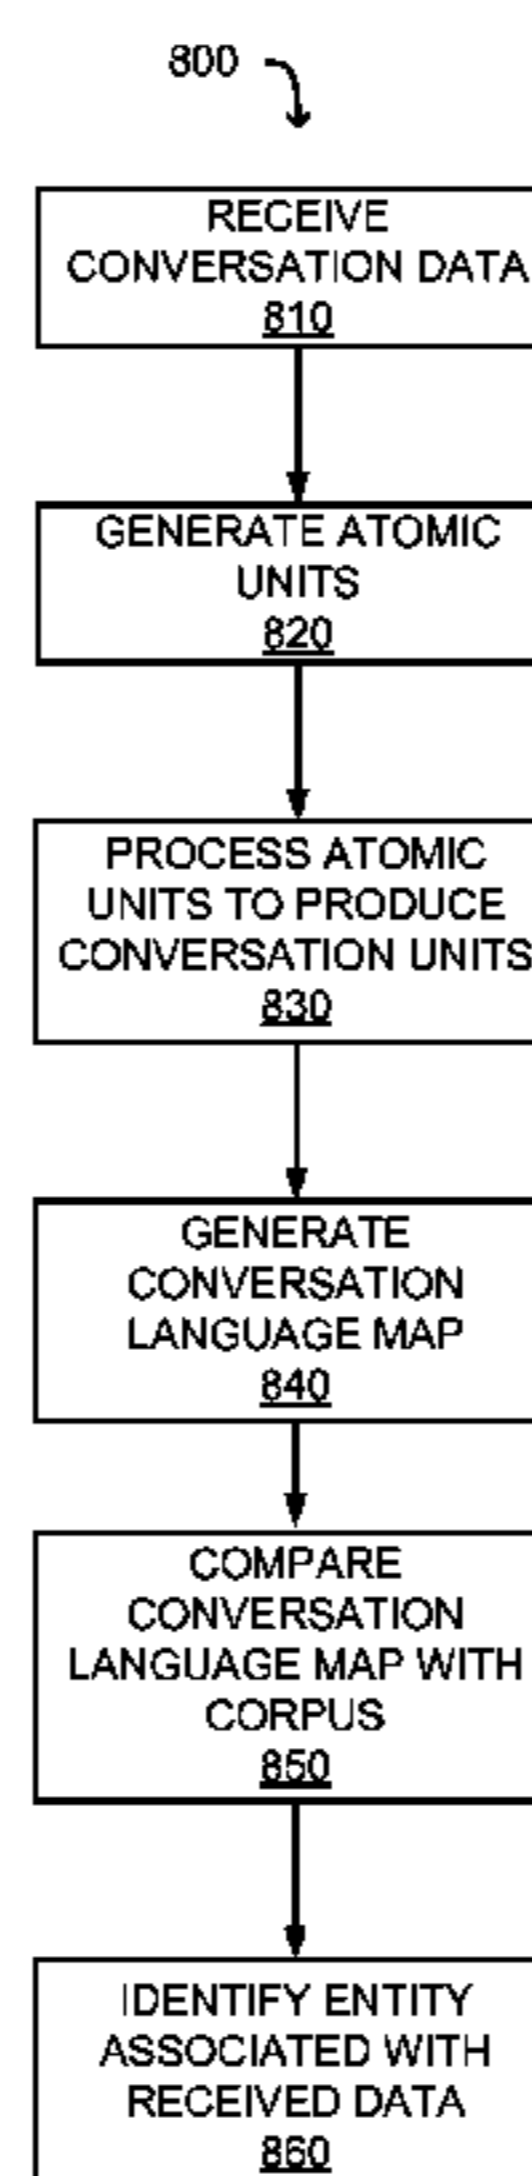 800
RECEIVE
CONVERSATION DATA
810
GENERATE ATOMIC
UNITS
820
PROCESS ATOMIC
UNITS TO PRODUCE
CONVERSATION UNITS
830
GENERATE
CONVERSATION
LANGUAGE MAP
840
COMPARE
CONVERSATION
LANGUAGE MAP WITH
CORPUS
850
IDENTIFY ENTITY
ASSOCIATED WITH
RECEIVED DATA
860